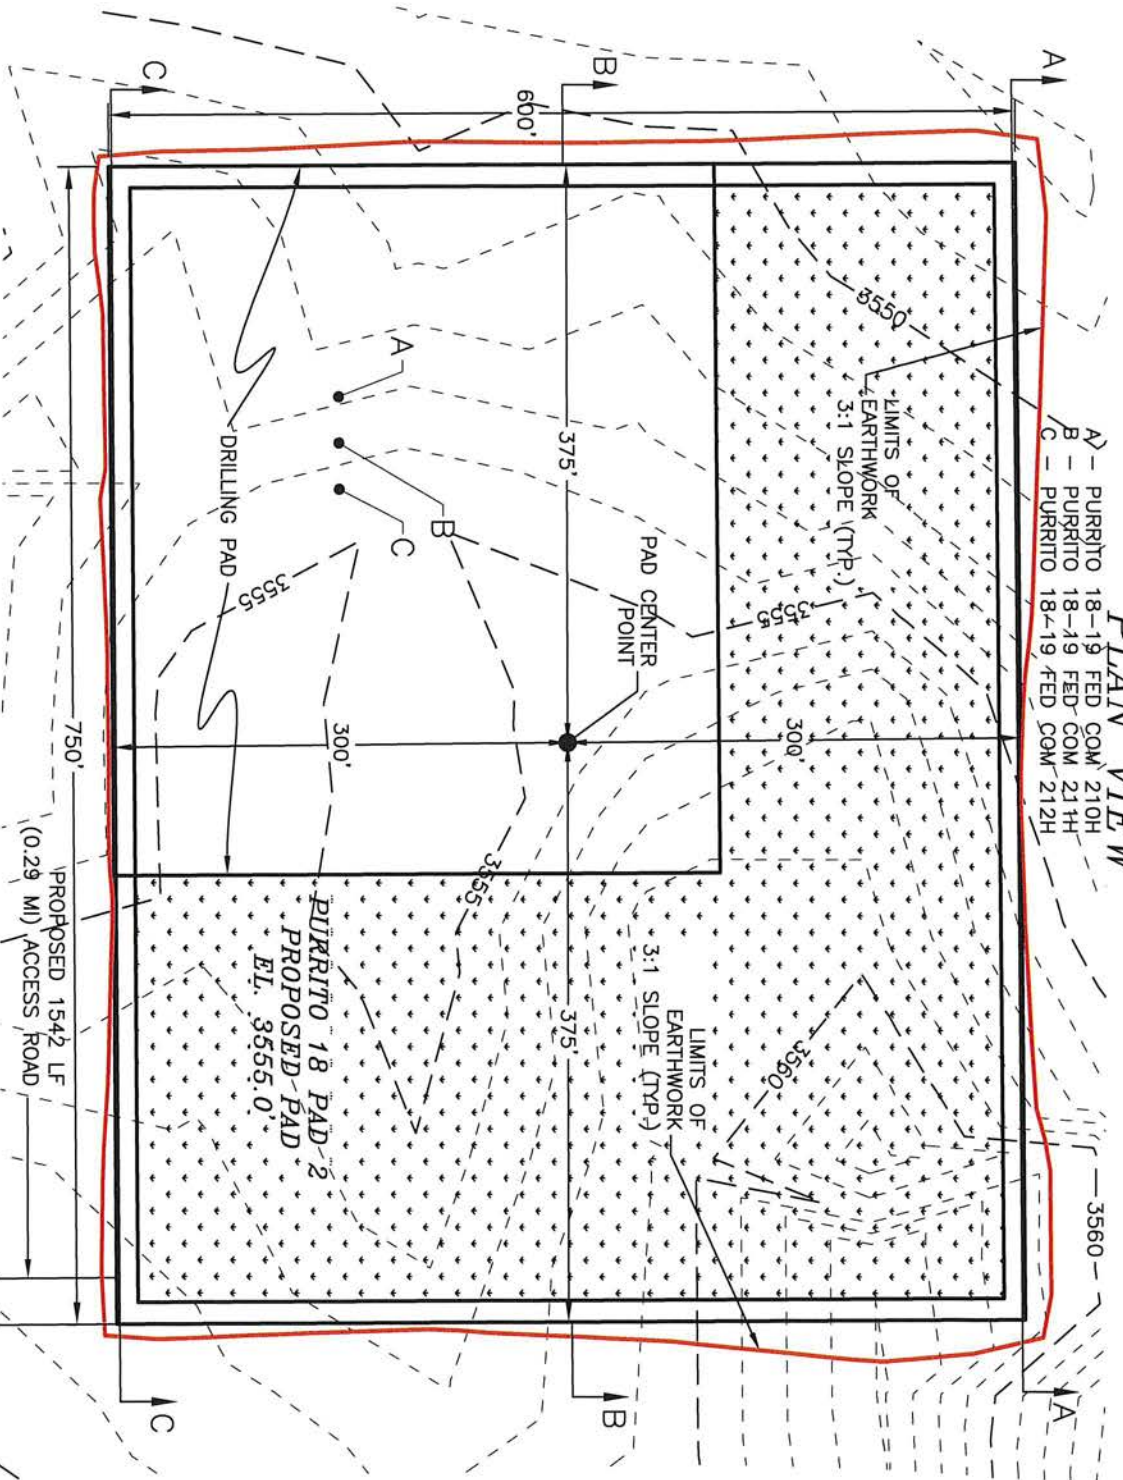 PLAN VIEW
A - PURRITO 18-19 FED COM 210H
B - PURRITO 18-19 FED COM 211H
C - PURRITO 18-19 FED COM 212H
A
B
C
600'
3550
LIMITS OF
EARTHWORK
3:1 SLOPE (TYP.)
375'
A
B
C
DRILLING PAD
3555
3555
PAD CENTER
POINT
300'
300'
3555
750'
375'
PURRITO 18 PAD 2
PROPOSED PAD
EL. 3555.0'
LIMITS OF
EARTHWORK
3:1 SLOPE (TYP.)
3560
3560
PROPOSED 1542 LF
(0.29 MI) ACCESS ROAD
A
B
C